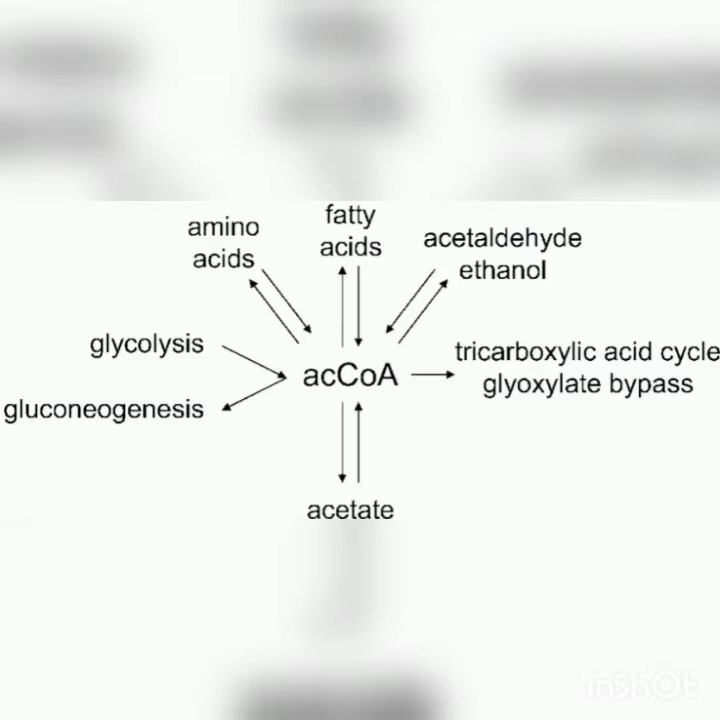 amino
acids
fatty
acids
acetaldehyde
ethanol
glycolysis
acCoA
tricarboxylic acid cycle
glyoxylate bypass
gluconeogenesis
acetate
InShOt